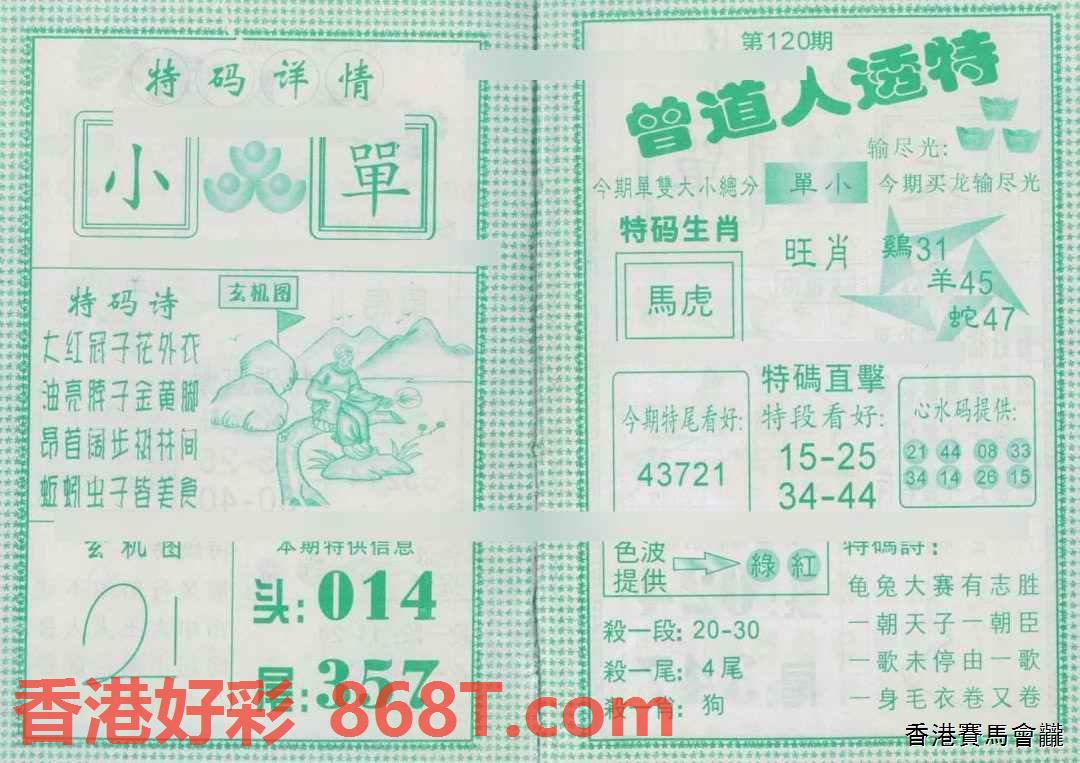 特码详情
小 單
特码诗
玄机图
大红冠子花外衣
油亮脖子金黄脚
昂首阔步挺井间
蚯蚓虫子皆美食
玄机图
本期特供信息
头:014
尾:357
第120期
曾道人透特
输尽光:
今期單雙大小總分 單小 今期买龙输尽光
特码生肖
馬虎
旺肖
鷄31
羊45
蛇47
今期特尾看好:
43721
特碼直擊
特段看好:
15-25
34-44
心水码提供:
21 44 08 33
34 14 26 15
色波
提供
綠 紅
殺一段: 20-30
殺一尾: 4尾
殺一肖: 狗
特碼詩:
龟兔大赛有志胜
一朝天子一朝臣
一歌未停由一歌
一身毛衣卷又卷
香港好彩 868T.com
香港賽馬會